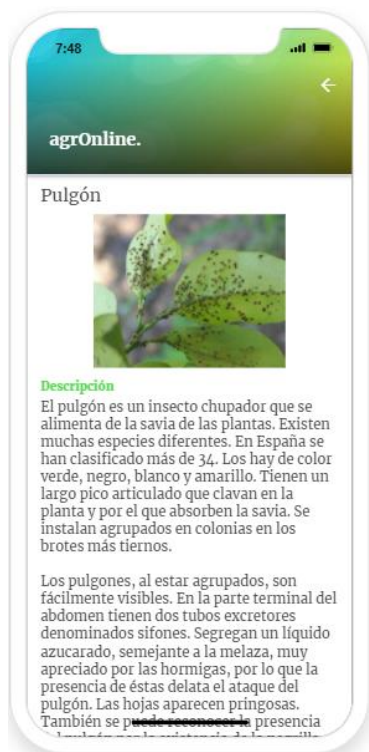 7:48
agrOnline.
Pulgón
Descripción
El pulgón es un insecto chupador que se
alimenta de la savia de las plantas. Existen
muchas especies diferentes. En España se
han clasificado más de 34. Los hay de color
verde, negro, blanco y amarillo. Tienen un
largo pico articulado que clavan en la
planta y por el que absorben la savia. Se
instalan agrupados en colonias en los
brotes más tiernos.
Los pulgones, al estar agrupados, son
fácilmente visibles. En la parte terminal del
abdomen tienen dos tubos excretores
denominados sifones. Segregan un líquido
azucarado, semejante a la melaza, muy
apreciado por las hormigas, por lo que la
presencia de éstas delata el ataque del
pulgón. Las hojas aparecen pringosas.
También se puede reconocer la presencia